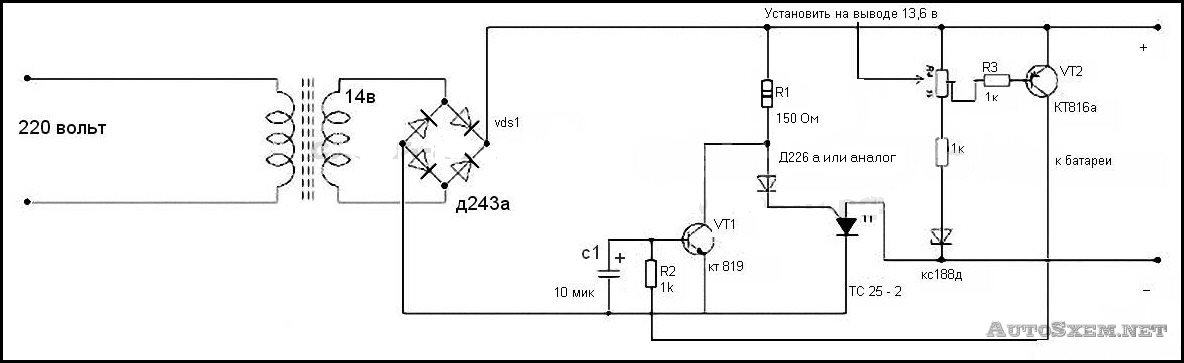 Установить на выводе 13,6 в
+
R3
VT2
14в
R1
1к
КТ816а
220 вольт
vds1
150 Ом
Д226 а или аналог
1к
к батареи
д243а
VT1
"
c1
+
R2
кт 819
кс188д
10 мик
1k
ТС 25 - 2
–
AutoSxem.net